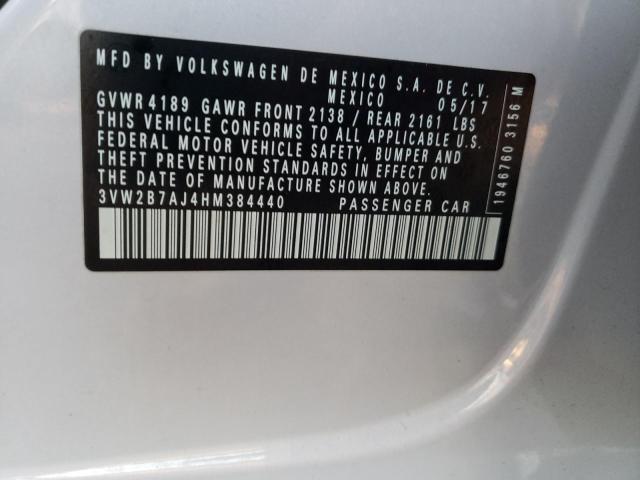 MFD BY VOLKSWAGEN DE MEXICO S.A. DE C.V.
MEXICO 05/17
GVWR 4189 GAWR FRONT 2138 / REAR 2161 LBS
THIS VEHICLE CONFORMS TO ALL APPLICABLE U.S.
FEDERAL MOTOR VEHICLE SAFETY, BUMPER AND
THEFT PREVENTION STANDARDS IN EFFECT ON
THE DATE OF MANUFACTURE SHOWN ABOVE.
3VW2B7AJ4HM384440 PASSENGER CAR
1946760 3156 M